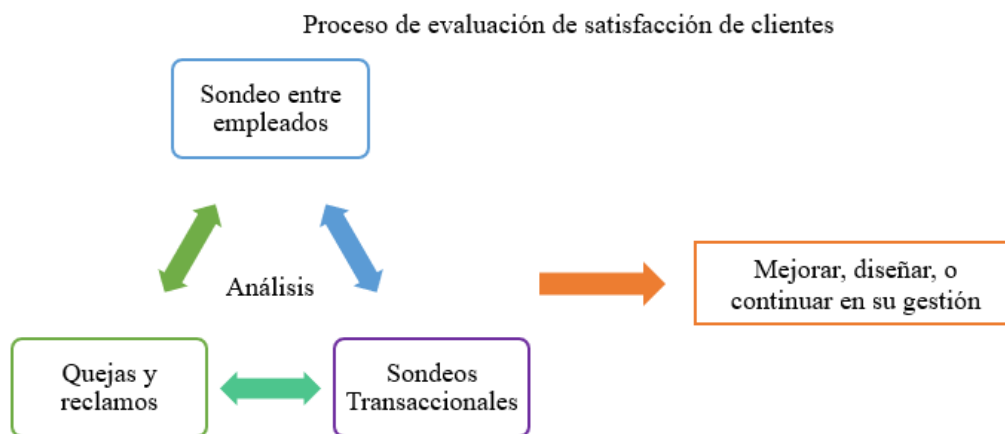 Proceso de evaluación de satisfacción de clientes
Sondeo entre
empleados
Análisis
Mejorar, diseñar, o
continuar en su gestión
Quejas y
reclamos
Sondeos
Transaccionales